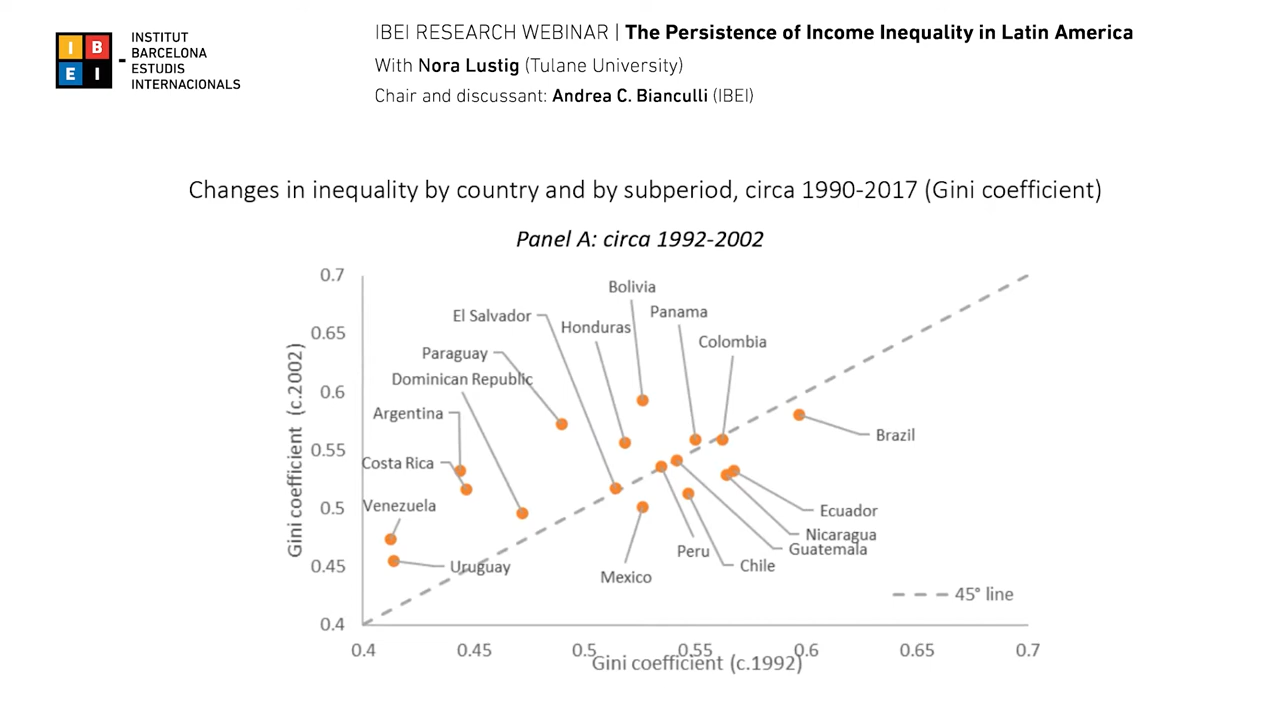 I B
E I
INSTITUT
BARCELONA
ESTUDIS
INTERNACIONALS
IBEI RESEARCH WEBINAR | The Persistence of Income Inequality in Latin America
With Nora Lustig (Tulane University)
Chair and discussant: Andrea C. Bianculli (IBEI)
Changes in inequality by country and by subperiod, circa 1990-2017 (Gini coefficient)
Panel A: circa 1992-2002
Gini coefficient (c.2002)
0.7
0.65
0.6
0.55
0.5
0.45
0.4
Bolivia
Panama
El Salvador
Honduras
Colombia
Paraguay
Dominican Republic
Argentina
Brazil
Costa Rica
Venezuela
Ecuador
Nicaragua
Guatemala
Peru
Chile
Uruguay
Mexico
45° line
0.4 0.45 0.5 0.55 0.6 0.65 0.7
Gini coefficient (c.1992)